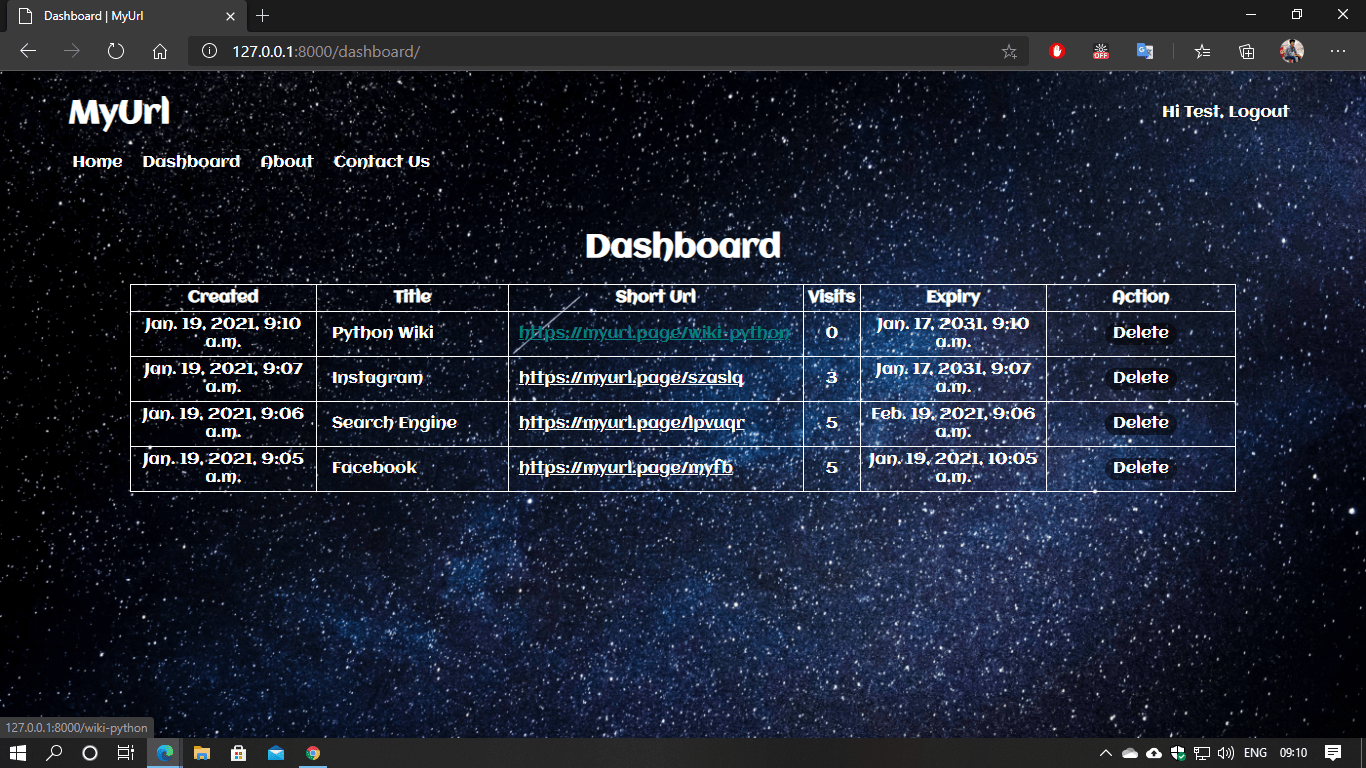 Dashboard | MyUrl
127.0.0.1:8000/dashboard/
OFF
MyUrl
Hi Test, Logout
Home Dashboard About Contact Us
Dashboard
Created Title Short Url Visits Expiry Action
Jan. 19, 2021, 9:10 a.m. Python Wiki https://myurl.page/wiki-python 0 Jan. 17, 2031, 9:10 a.m. Delete
Jan. 19, 2021, 9:07 a.m. Instagram https://myurl.page/szaslq 3 Jan. 17, 2031, 9:07 a.m. Delete
Jan. 19, 2021, 9:06 a.m. Search Engine https://myurl.page/lpvuqr 5 Feb. 19, 2021, 9:06 a.m. Delete
Jan. 19, 2021, 9:05 a.m. Facebook https://myurl.page/myfb 5 Jan. 19, 2021, 10:05 a.m. Delete
127.0.0.1:8000/wiki-python
ENG 09:10